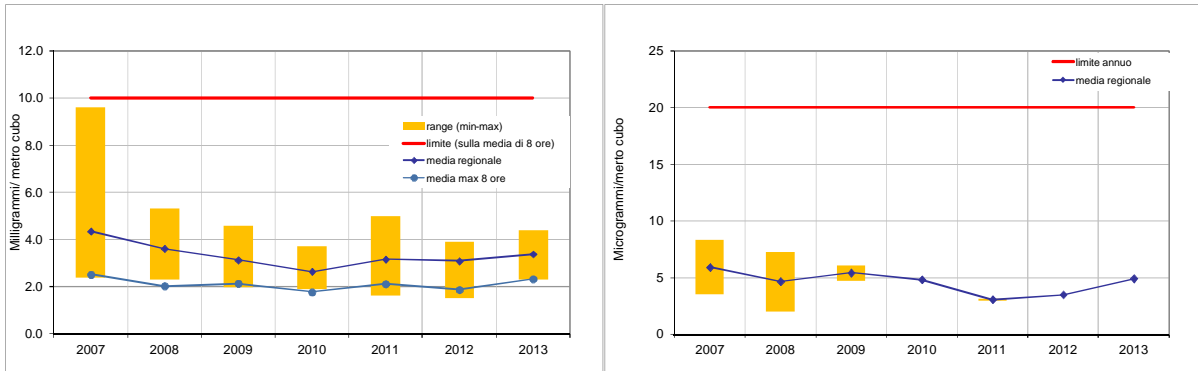 12.0
10.0
8.0
6.0
4.0
2.0
0.0
Milligrammi/ metro cubo
range (min-max)
limite (sulla media di 8 ore)
media regionale
media max 8 ore
2007 2008 2009 2010 2011 2012 2013
25
20
15
10
5
0
Microgrammi/merto cubo
limite annuo
media regionale
2007 2008 2009 2010 2011 2012 2013